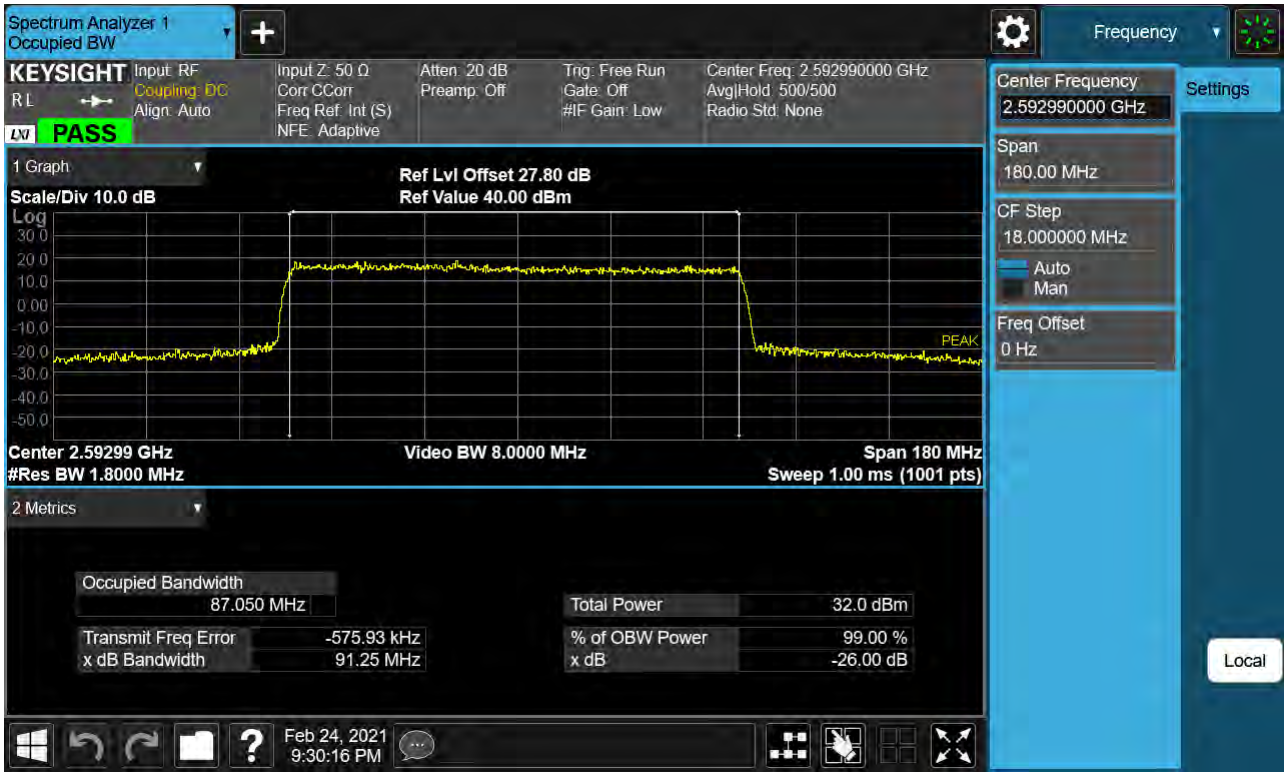 Spectrum Analyzer 1
Occupied BW
+
Frequency
KEYSIGHT
RL
LXI PASS
Input: RF
Coupling: DC
Align: Auto
Input Z: 50 Ω
Corr CCorr
Freq Ref: Int (S)
NFE: Adaptive
Atten: 20 dB
Preamp: Off
Trig: Free Run
Gate: Off
#IF Gain: Low
Center Freq: 2.592990000 GHz
Avg|Hold: 500/500
Radio Std: None
Center Frequency
2.592990000 GHz
Settings
Span
180.00 MHz
CF Step
18.000000 MHz
Auto
Man
Freq Offset
0 Hz
Local
1 Graph
Scale/Div 10.0 dB
Ref Lvl Offset 27.80 dB
Ref Value 40.00 dBm
Log
30.0
20.0
10.0
0.00
-10.0
-20.0
-30.0
-40.0
-50.0
PEAK
Center 2.59299 GHz
#Res BW 1.8000 MHz
Video BW 8.0000 MHz
Span 180 MHz
Sweep 1.00 ms (1001 pts)
2 Metrics
Occupied Bandwidth
87.050 MHz
Total Power 32.0 dBm
Transmit Freq Error -575.93 kHz
% of OBW Power 99.00 %
x dB Bandwidth 91.25 MHz
x dB -26.00 dB
?
Feb 24, 2021
9:30:16 PM